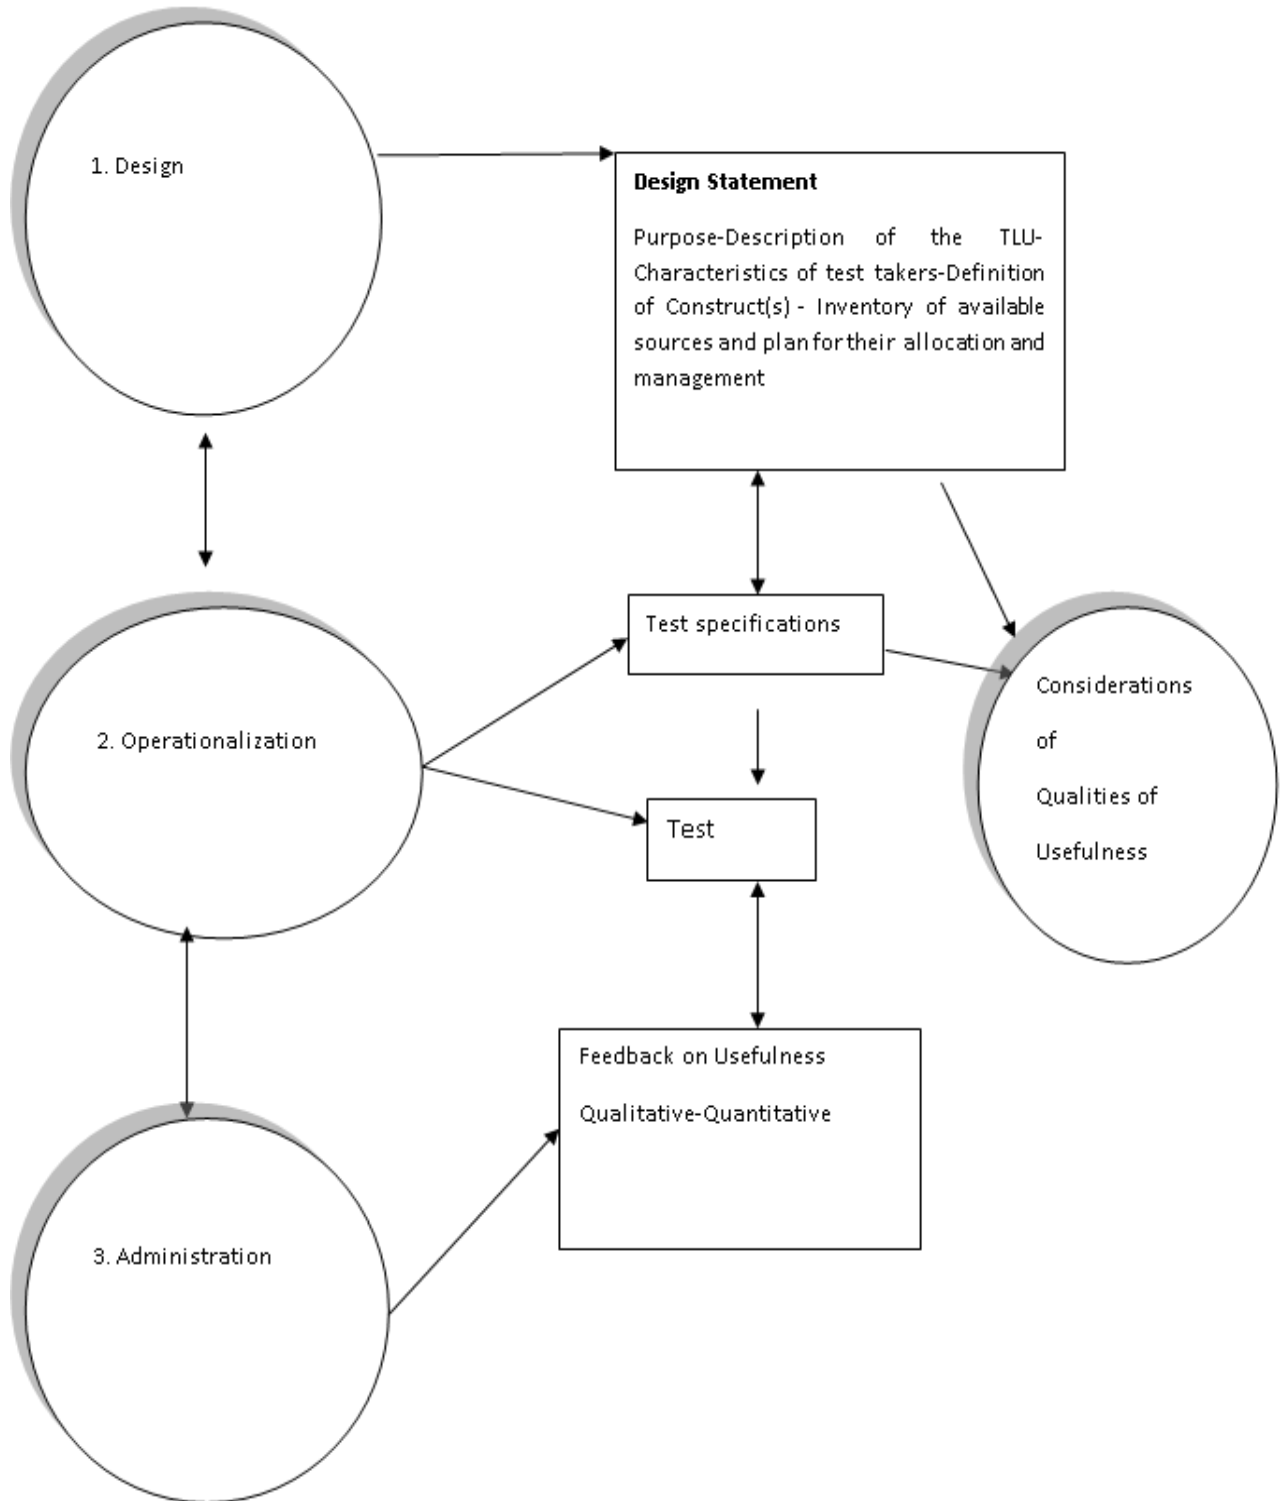 1. Design
Design Statement
Purpose-Description of the TLU-
Characteristics of test takers-Definition
of Construct(s) - Inventory of available
sources and plan for their allocation and
management
Test specifications
Considerations
of
Qualities of
Usefulness
2. Operationalization
Test
Feedback on Usefulness
Qualitative-Quantitative
3. Administration